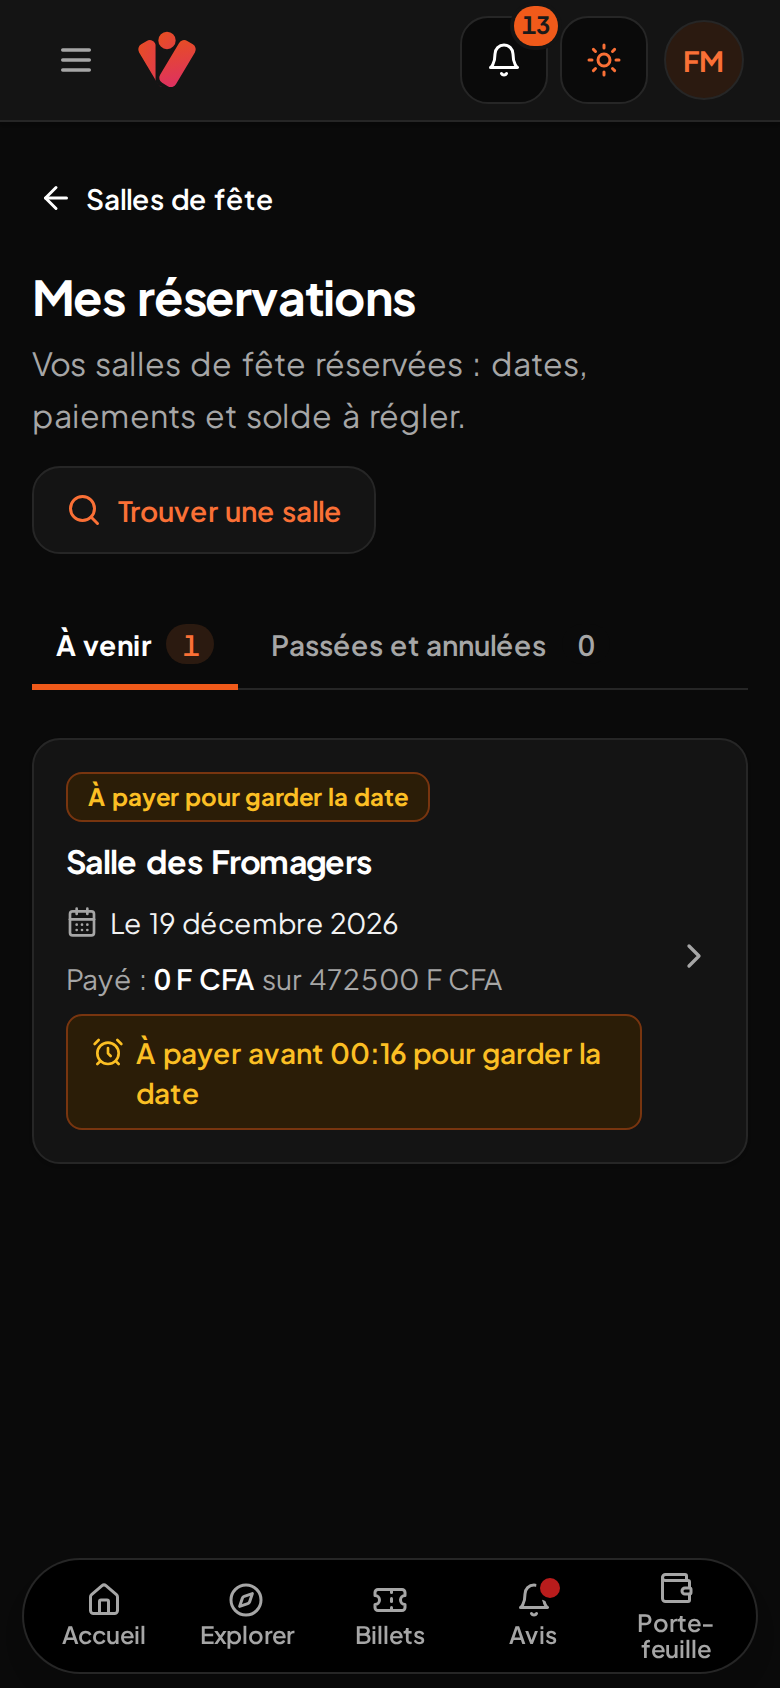 13
FM
Salles de fête
Mes réservations
Vos salles de fête réservées : dates,
paiements et solde à régler.
Trouver une salle
À venir 1 Passées et annulées 0
À payer pour garder la date
Salle des Fromagers
Le 19 décembre 2026
Payé : 0 F CFA sur 472500 F CFA
À payer avant 00:16 pour garder la
date
Accueil Explorer Billets Avis Porte-
feuille